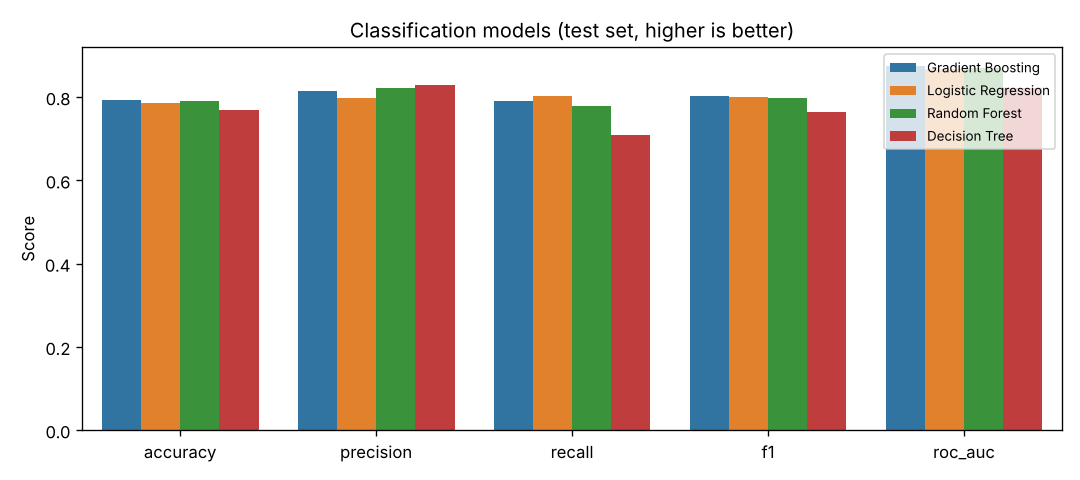 Classification models (test set, higher is better)
Gradient Boosting
Logistic Regression
Random Forest
Decision Tree
Score
0.8
0.6
0.4
0.2
0.0
accuracy precision recall f1 roc_auc